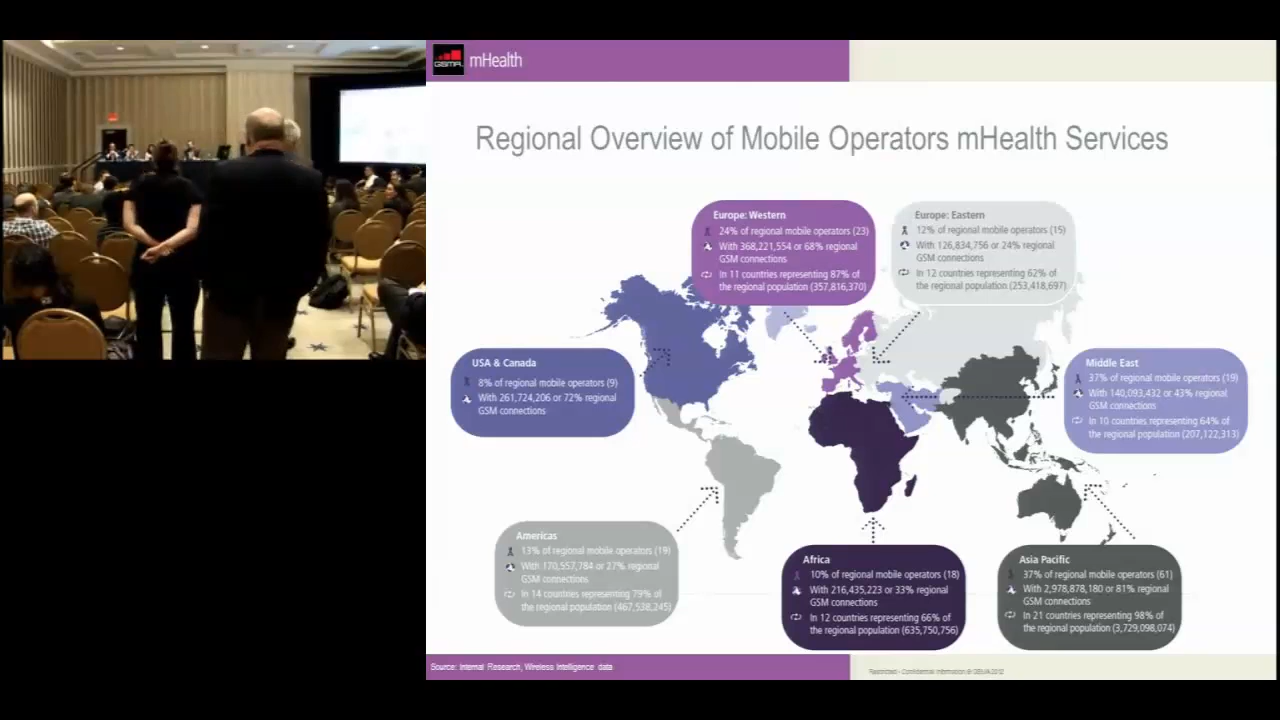 GSMA
mHealth
Regional Overview of Mobile Operators mHealth Services
Europe: Western
24% of regional mobile operators (23)
With 368,221,554 or 68% regional
GSM connections
In 11 countries representing 87% of
the regional population (357,816,370)
Europe: Eastern
12% of regional mobile operators (15)
With 126,834,756 or 24% regional
GSM connections
In 12 countries representing 62% of
the regional population (253,418,697)
USA & Canada
8% of regional mobile operators (9)
With 261,724,206 or 72% regional
GSM connections
Middle East
37% of regional mobile operators (19)
With 140,093,432 or 43% regional
GSM connections
In 10 countries representing 64% of
the regional population (207,122,313)
Americas
13% of regional mobile operators (19)
With 170,557,784 or 27% regional
GSM connections
In 14 countries representing 79% of
the regional population (467,538,245)
Africa
10% of regional mobile operators (18)
With 216,435,223 or 33% regional
GSM connections
In 12 countries representing 66% of
the regional population (635,750,756)
Asia Pacific
37% of regional mobile operators (61)
With 2,978,878,180 or 81% regional
GSM connections
In 21 countries representing 98% of
the regional population (3,729,098,074)
Source: Internal Research, Wireless Intelligence data
Restricted - Confidential Information © GSMA 2012